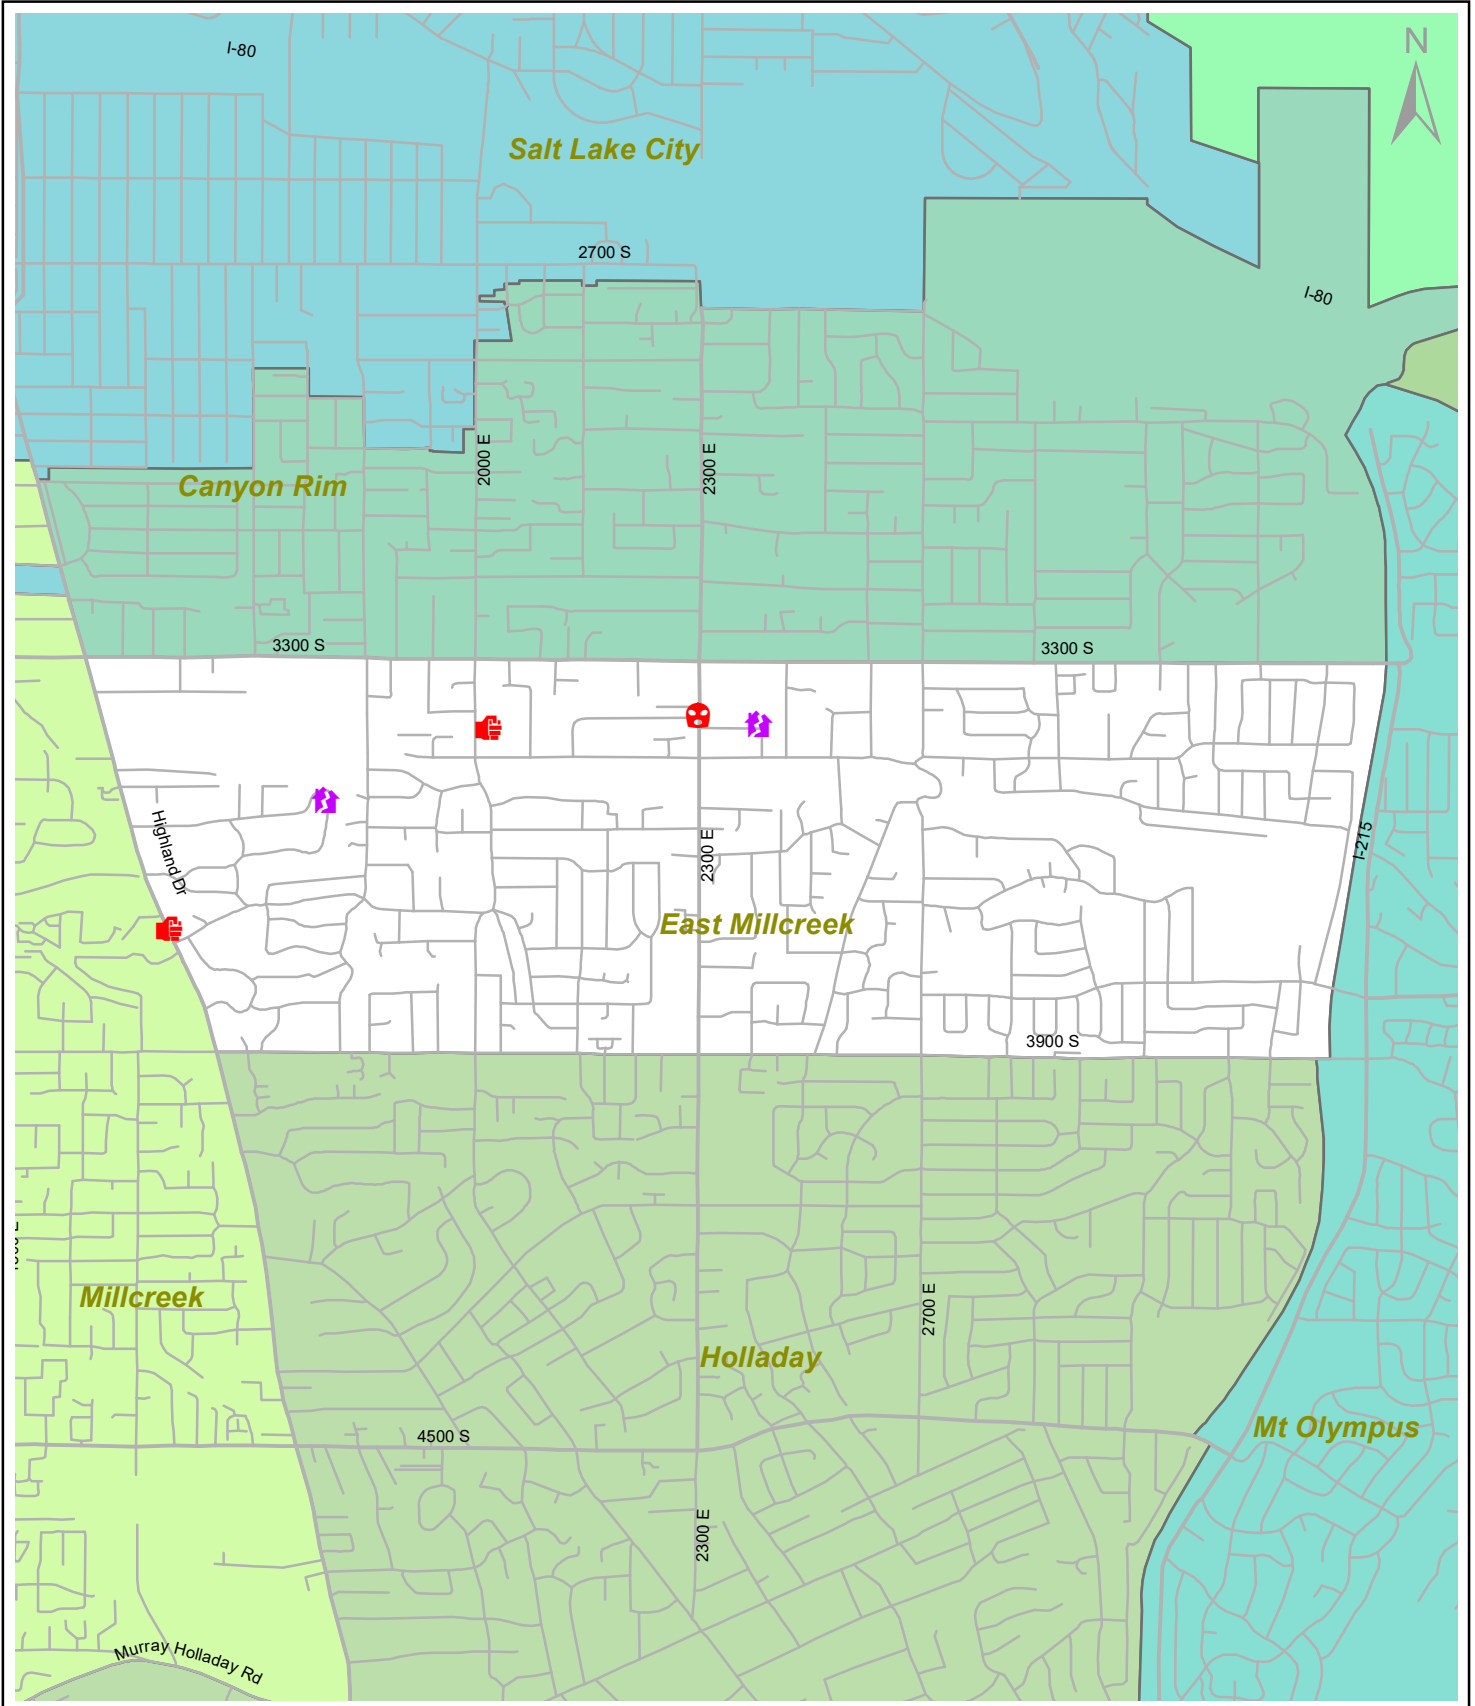 I-80
N
Salt Lake City
2700 S
I-80
2000 E
2300 E
Canyon Rim
3300 S
3300 S
Highland Dr
2300 E
I-215
East Millcreek
3900 S
Millcreek
2700 E
Holladay
Mt Olympus
4500 S
2300 E
Murray Holladay Rd